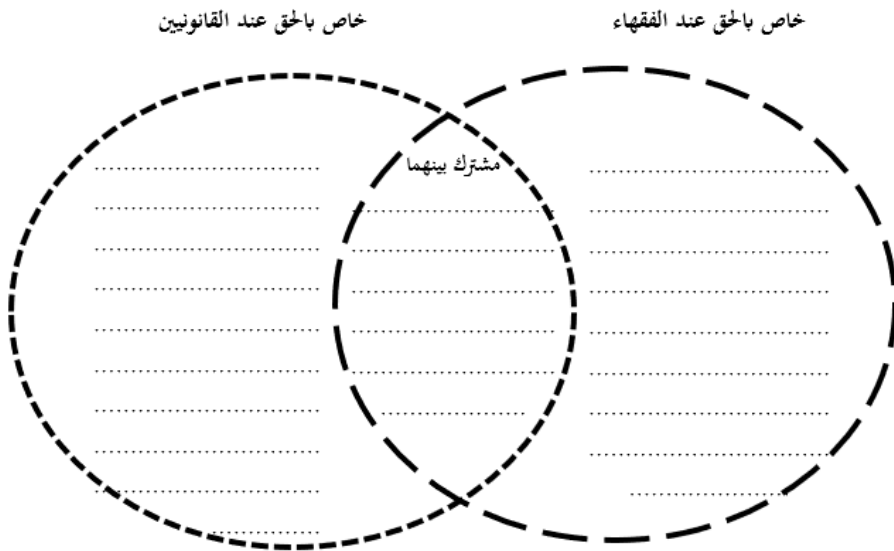 خاص بالحق عند الفقهاء
خاص بالحق عند القانونيين
مشترك بينهما